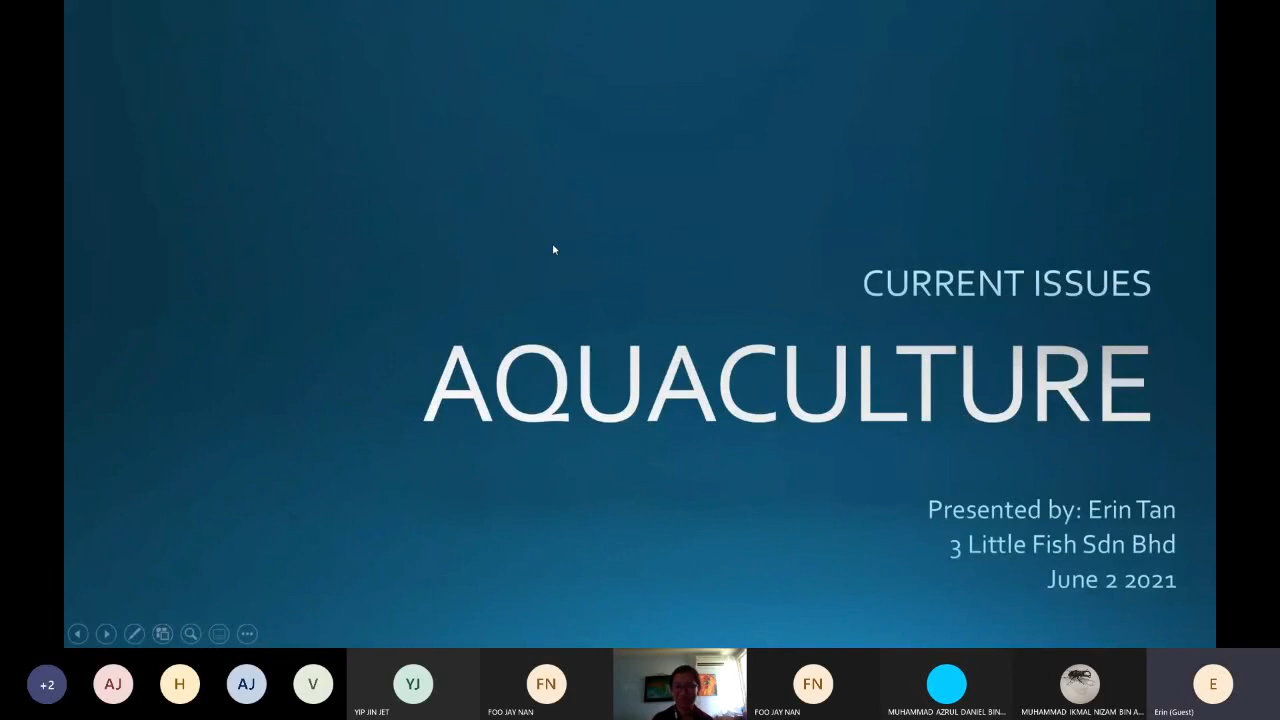 CURRENT ISSUES
AQUACULTURE
Presented by: Erin Tan
3 Little Fish Sdn Bhd
June 2 2021
+2
AJ
H
AJ
V
YJ
YIP JIN JET
FN
FOO JAY NAN
FN
FOO JAY NAN
MUHAMMAD AZRUL DANIEL BIN...
MUHAMMAD IKMAL NIZAM BIN A...
E
Erin (Guest)